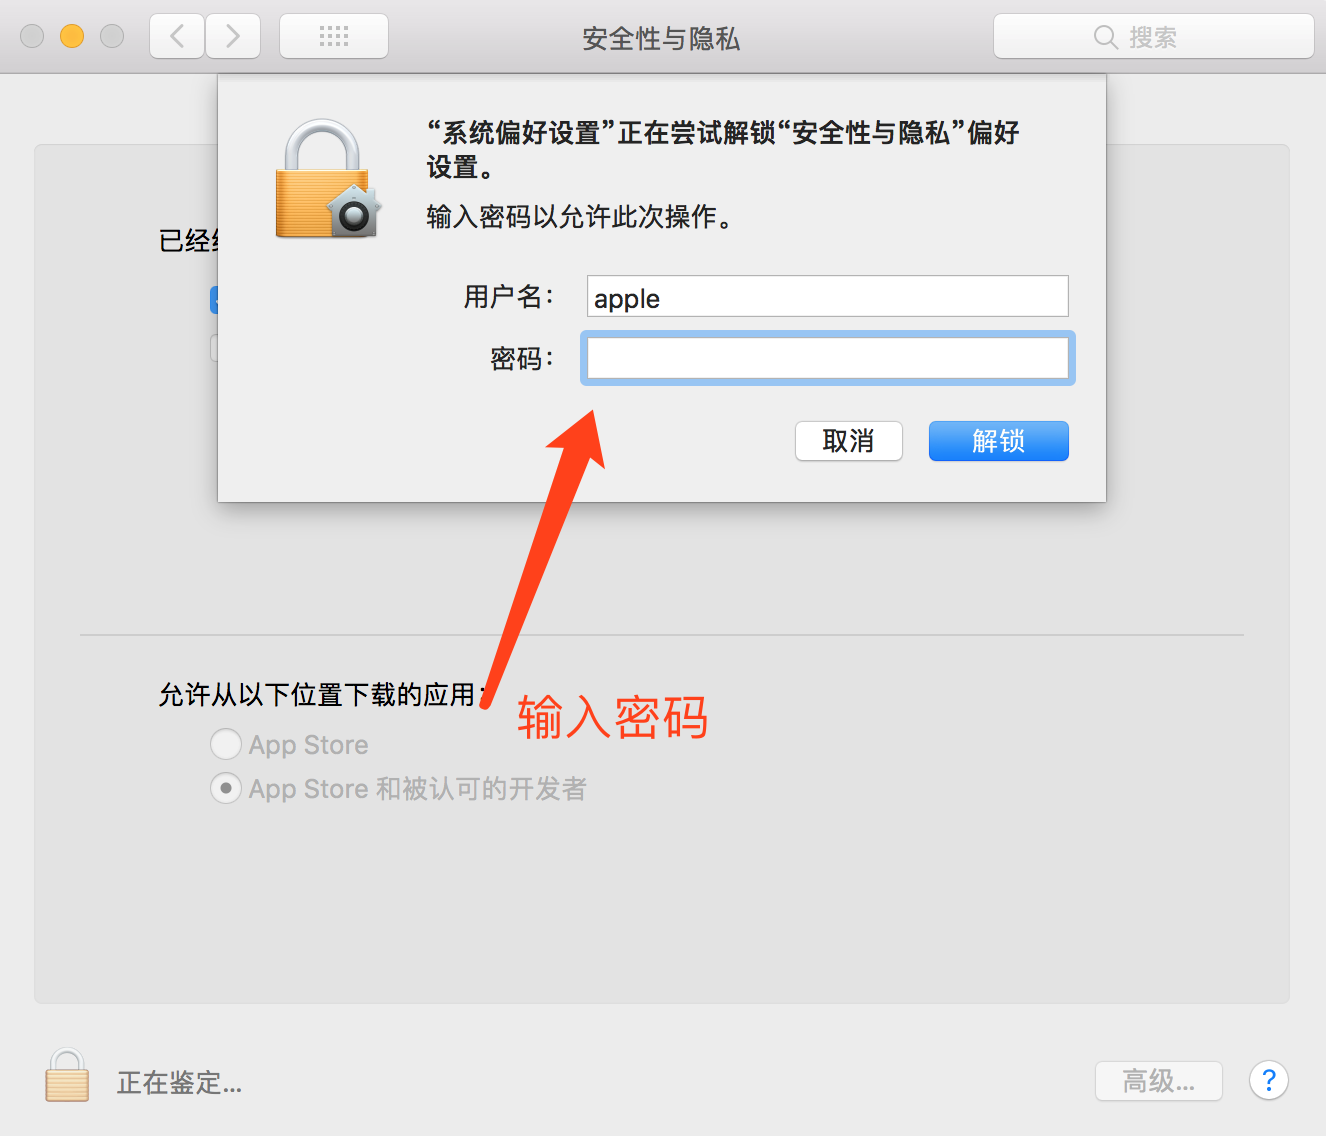 安全性与隐私
搜索
“系统偏好设置”正在尝试解锁“安全性与隐私”偏好
设置。
输入密码以允许此次操作。
已经
用户名：
apple
密码：
取消
解锁
允许从以下位置下载的应用：
输入密码
App Store
App Store 和被认可的开发者
正在鉴定...
高级...
?